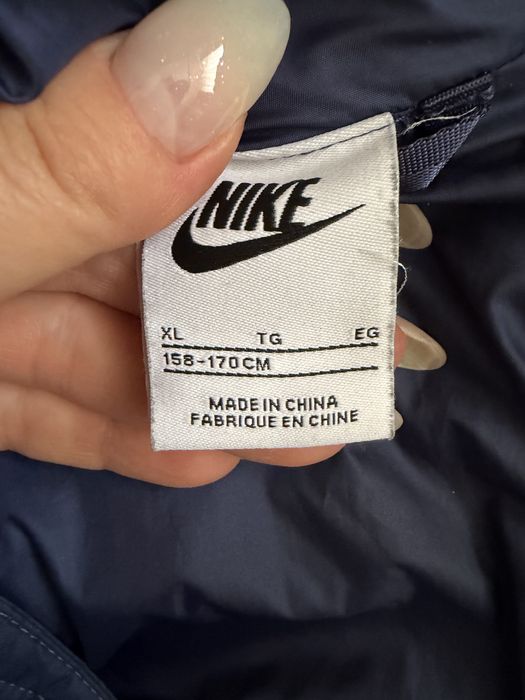 NIKE
XL TG EG
158-170CM
MADE IN CHINA
FABRIQUE EN CHINE